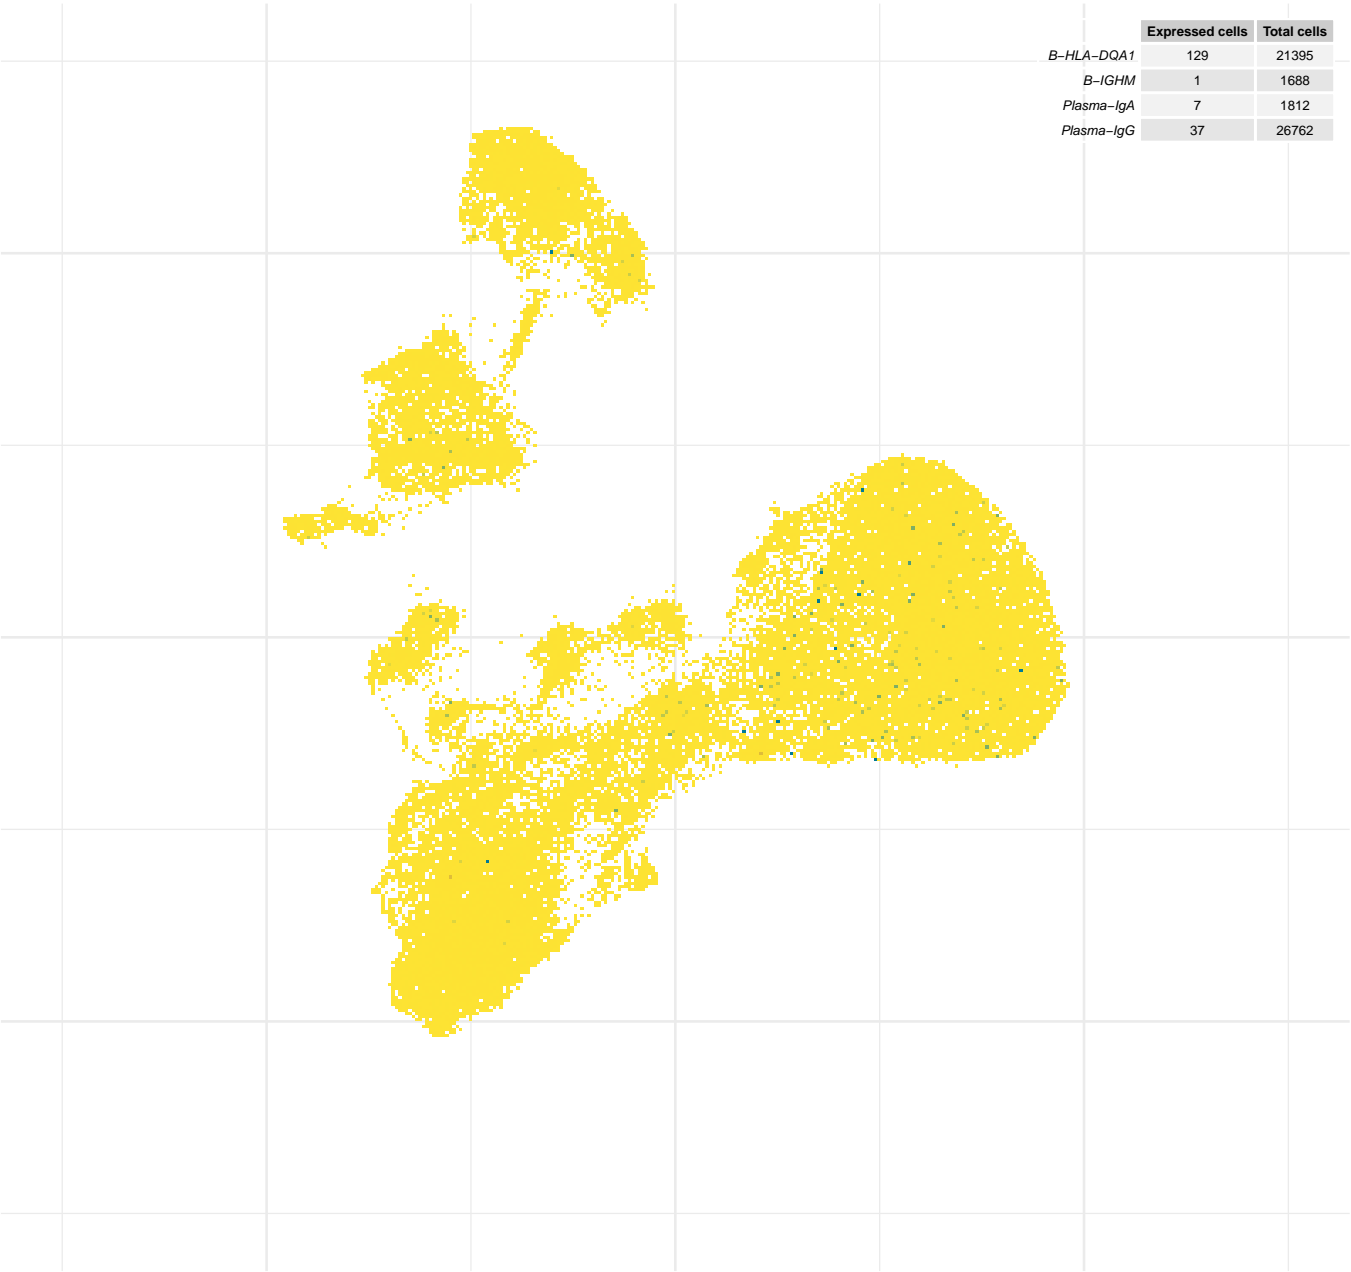 Expressed cells Total cells
B−HLA−DQA1 129 21395
B−IGHM 1 1688
Plasma−IgA 7 1812
Plasma−IgG 37 26762